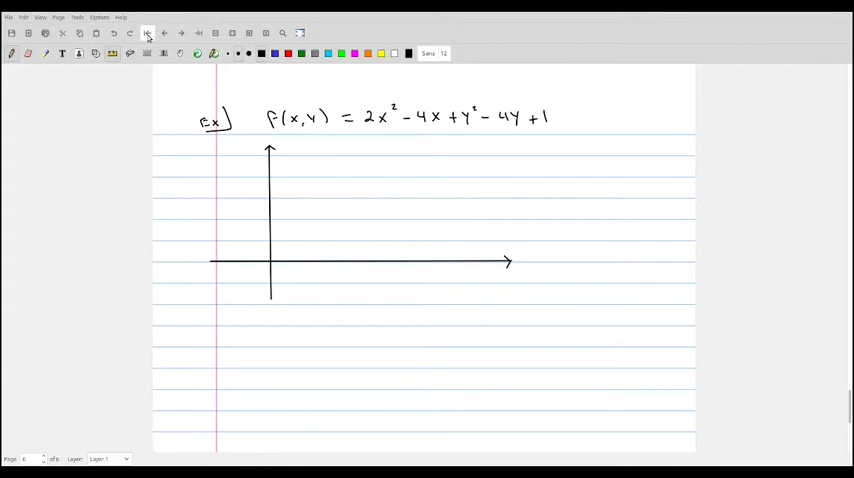 File Edit View Page Tools Options Help
Sans 12
Ex] f(x,y) = 2x² - 4x + y² - 4y + 1
Page 6 of 6 Layer: Layer 1